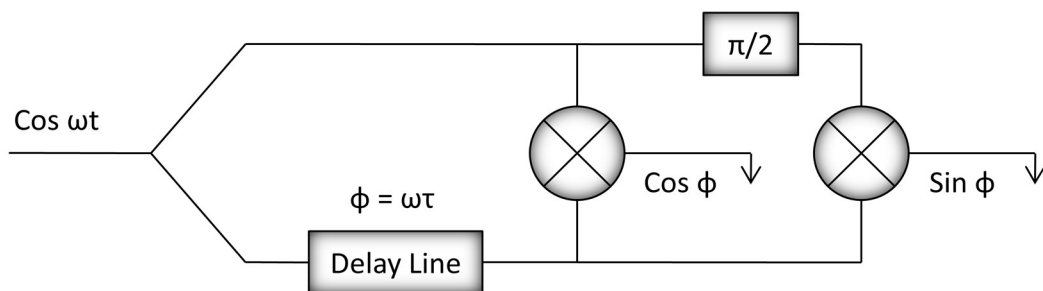 π/2
Cos ωt
Cos ϕ
Sin ϕ
ϕ = ωτ
Delay Line